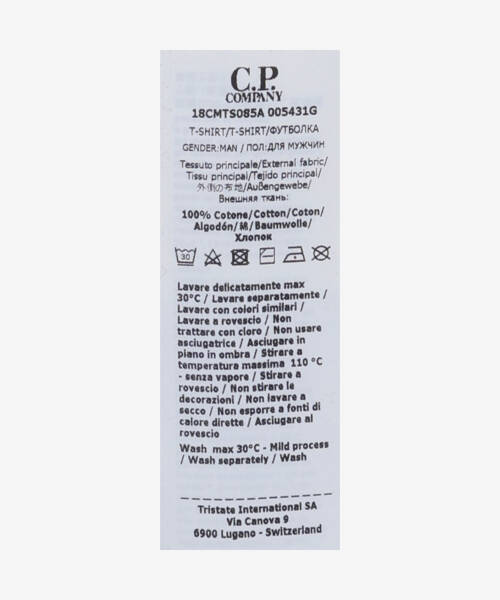 C.P.
COMPANY
18CMTS085A 005431G
T-SHIRT/T-SHIRT/ФУТБОЛКА
GENDER:MAN / ПОЛ:ДЛЯ МУЖЧИН
Tessuto principale/External fabric/
Tissu principal/Tejido principal/
外側の布地/Außengewebe/
Внешняя ткань:
100% Cotone/Cotton/Coton/
Algodón/綿/Baumwolle/
Хлопок
30
Lavare delicatamente max
30°C / Lavare separatamente /
Lavare con colori similari /
Lavare a rovescio / Non
trattare con cloro / Non usare
asciugatrice / Asciugare in
piano in ombra / Stirare a
temperatura massima 110 °C
- senza vapore / Stirare a
rovescio / Non stirare le
decorazioni / Non lavare a
secco / Non esporre a fonti di
calore dirette / Asciugare al
rovescio
Wash max 30°C - Mild process
/ Wash separately / Wash
Tristate International SA
Via Canova 9
6900 Lugano - Switzerland